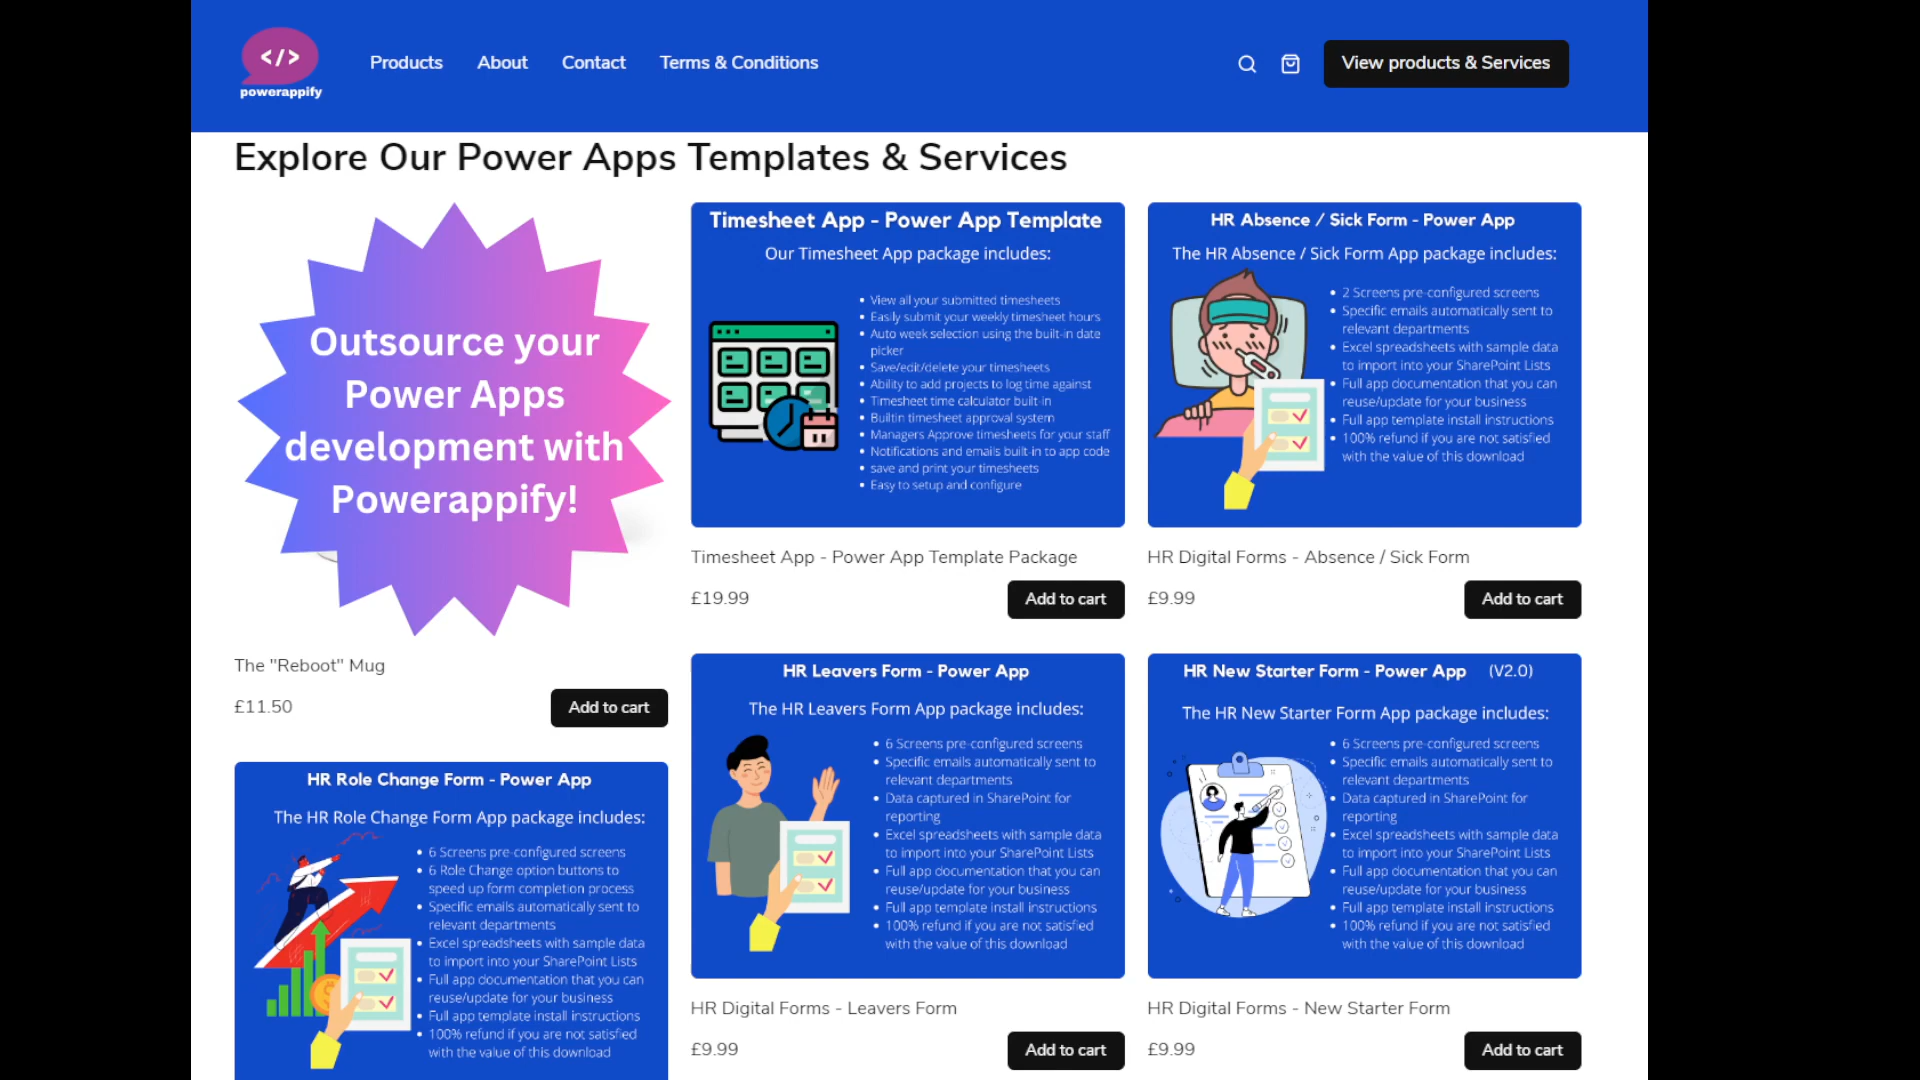 </>
powerappify
Products
About
Contact
Terms & Conditions
View products & Services
Explore Our Power Apps Templates & Services
Outsource your
Power Apps
development with
Powerappify!
The "Reboot" Mug
£11.50
Add to cart
Timesheet App - Power App Template
Our Timesheet App package includes:
• View all your submitted timesheets
• Easily submit your weekly timesheet hours
• Auto week selection using the built-in date
picker
• Save/edit/delete your timesheets
• Ability to add projects to log time against
• Timesheet time calculator built-in
• Builtin timesheet approval system
• Managers Approve timesheets for your staff
• Notifications and emails built-in to app code
• save and print your timesheets
• Easy to setup and configure
Timesheet App - Power App Template Package
£19.99
Add to cart
HR Absence / Sick Form - Power App
The HR Absence / Sick Form App package includes:
• 2 Screens pre-configured screens
• Specific emails automatically sent to
relevant departments
• Excel spreadsheets with sample data
to import into your SharePoint Lists
• Full app documentation that you can
reuse/update for your business
• Full app template install instructions
• 100% refund if you are not satisfied
with the value of this download
HR Digital Forms - Absence / Sick Form
£9.99
Add to cart
HR Role Change Form - Power App
The HR Role Change Form App package includes:
• 6 Screens pre-configured screens
• 6 Role Change option buttons to
speed up form completion process
• Specific emails automatically sent to
relevant departments
• Excel spreadsheets with sample data
to import into your SharePoint Lists
• Full app documentation that you can
reuse/update for your business
• Full app template install instructions
• 100% refund if you are not satisfied
with the value of this download
HR Leavers Form - Power App
The HR Leavers Form App package includes:
• 6 Screens pre-configured screens
• Specific emails automatically sent to
relevant departments
• Data captured in SharePoint for
reporting
• Excel spreadsheets with sample data
to import into your SharePoint Lists
• Full app documentation that you can
reuse/update for your business
• Full app template install instructions
• 100% refund if you are not satisfied
with the value of this download
HR Digital Forms - Leavers Form
£9.99
Add to cart
HR New Starter Form - Power App (V2.0)
The HR New Starter Form App package includes:
• 6 Screens pre-configured screens
• Specific emails automatically sent to
relevant departments
• Data captured in SharePoint for
reporting
• Excel spreadsheets with sample data
to import into your SharePoint Lists
• Full app documentation that you can
reuse/update for your business
• Full app template install instructions
• 100% refund if you are not satisfied
with the value of this download
HR Digital Forms - New Starter Form
£9.99
Add to cart